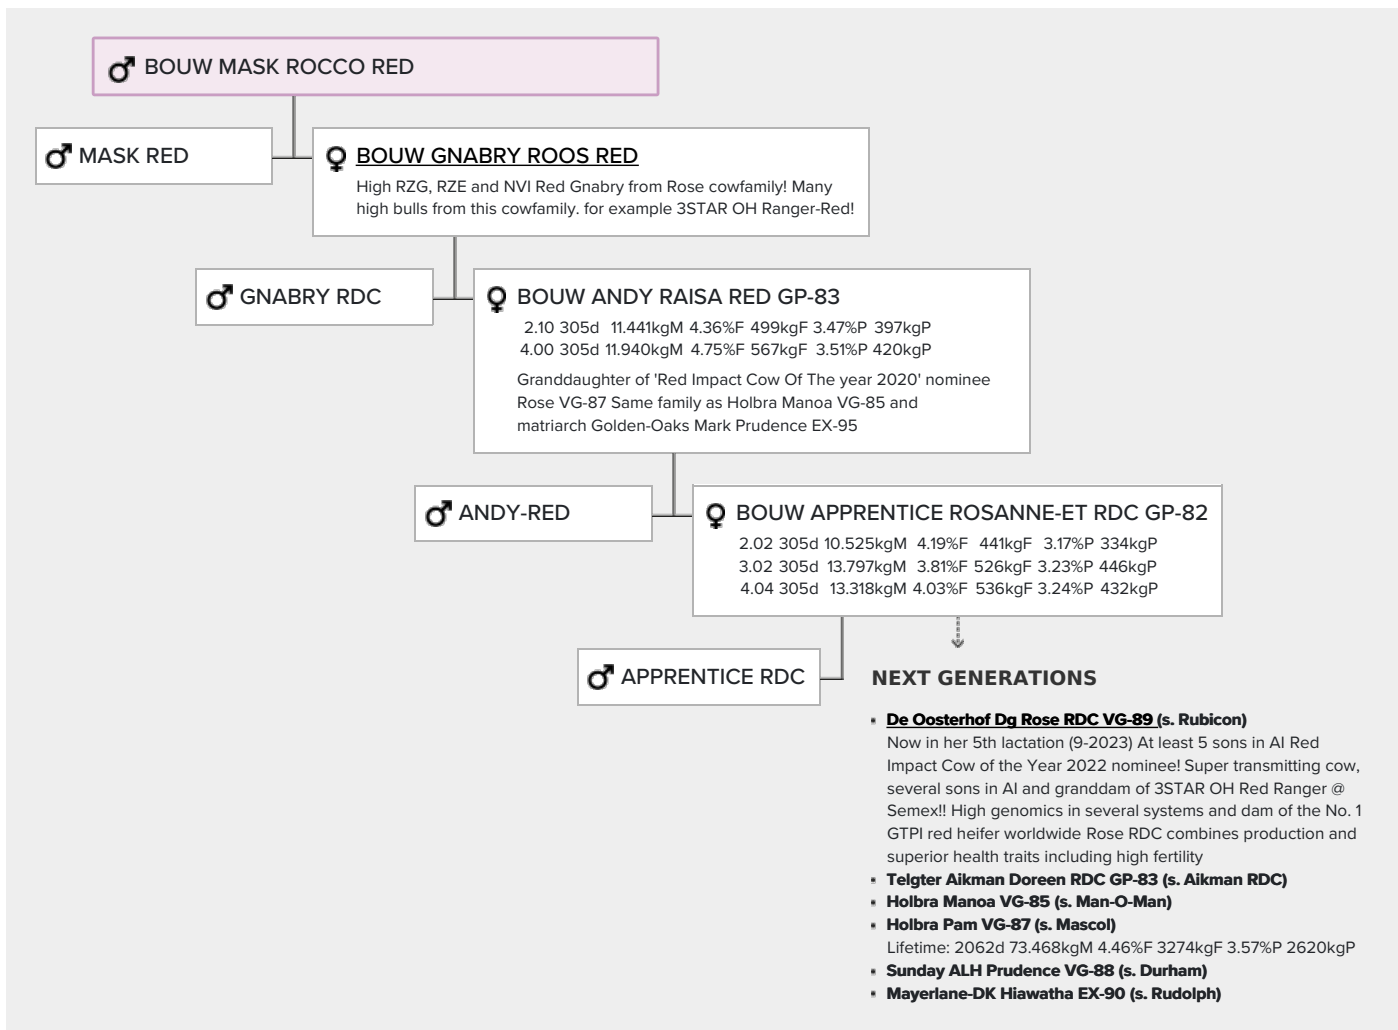 BOUW MASK ROCCO RED
MASK RED
BOUW GNABRY ROOS RED
High RZG, RZE and NVI Red Gnabry from Rose cowfamily! Many
high bulls from this cowfamily. for example 3STAR OH Ranger-Red!
GNABRY RDC
BOUW ANDY RAISA RED GP-83
2.10 305d 11.441kgM 4.36%F 499kgF 3.47%P 397kgP
4.00 305d 11.940kgM 4.75%F 567kgF 3.51%P 420kgP
Granddaughter of 'Red Impact Cow Of The year 2020' nominee
Rose VG-87 Same family as Holbra Manoa VG-85 and
matriarch Golden-Oaks Mark Prudence EX-95
ANDY-RED
BOUW APPRENTICE ROSANNE-ET RDC GP-82
2.02 305d 10.525kgM 4.19%F 441kgF 3.17%P 334kgP
3.02 305d 13.797kgM 3.81%F 526kgF 3.23%P 446kgP
4.04 305d 13.318kgM 4.03%F 536kgF 3.24%P 432kgP
APPRENTICE RDC
NEXT GENERATIONS
De Oosterhof Dg Rose RDC VG-89 (s. Rubicon)
Now in her 5th lactation (9-2023) At least 5 sons in AI Red
Impact Cow of the Year 2022 nominee! Super transmitting cow,
several sons in AI and granddam of 3STAR OH Red Ranger @
Semex!! High genomics in several systems and dam of the No. 1
GTPI red heifer worldwide Rose RDC combines production and
superior health traits including high fertility
Telgter Aikman Doreen RDC GP-83 (s. Aikman RDC)
Holbra Manoa VG-85 (s. Man-O-Man)
Holbra Pam VG-87 (s. Mascol)
Lifetime: 2062d 73.468kgM 4.46%F 3274kgF 3.57%P 2620kgP
Sunday ALH Prudence VG-88 (s. Durham)
Mayerlane-DK Hiawatha EX-90 (s. Rudolph)